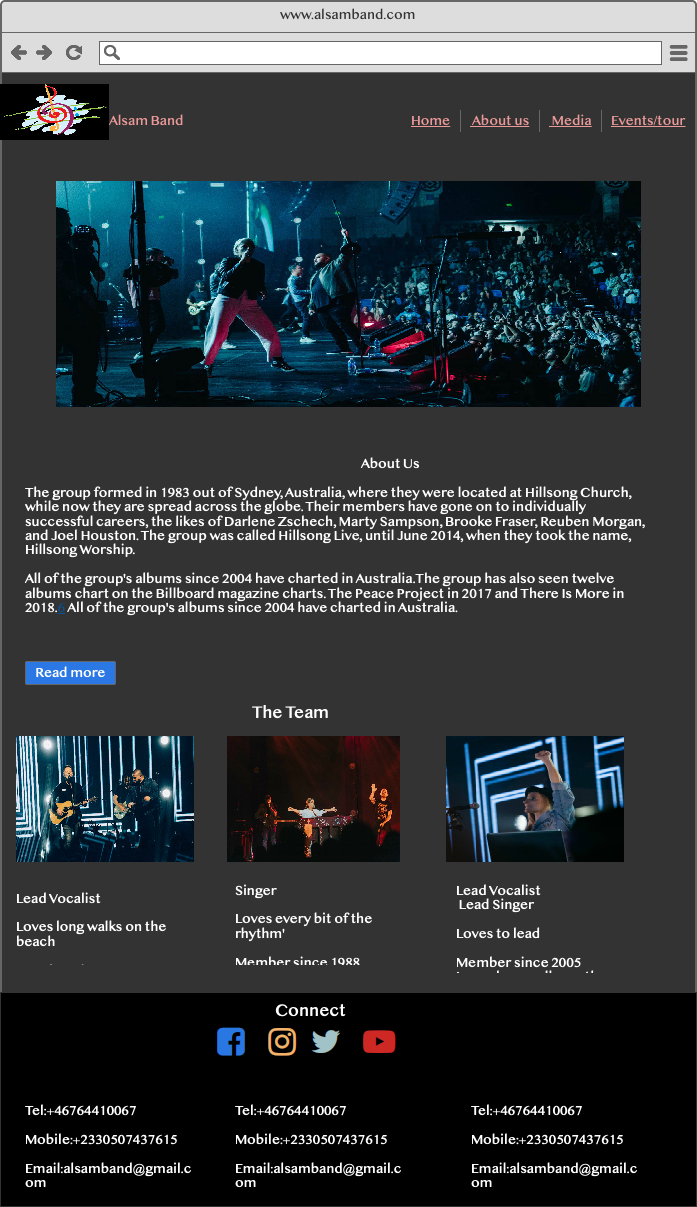 www.alsamband.com
Alsam Band
Home About us Media Events/tour
About Us
The group formed in 1983 out of Sydney, Australia, where they were located at Hillsong Church,
while now they are spread across the globe. Their members have gone on to individually
successful careers, the likes of Darlene Zschech, Marty Sampson, Brooke Fraser, Reuben Morgan,
and Joel Houston. The group was called Hillsong Live, until June 2014, when they took the name,
Hillsong Worship.
All of the group's albums since 2004 have charted in Australia.The group has also seen twelve
albums chart on the Billboard magazine charts. The Peace Project in 2017 and There Is More in
2018.6 All of the group's albums since 2004 have charted in Australia.
Read more
The Team
Lead Vocalist
Loves long walks on the
beach
Singer
Loves every bit of the
rhythm'
Member since 1988
Lead Vocalist
Lead Singer
Loves to lead
Member since 2005
Connect
Tel:+46764410067
Mobile:+2330507437615
Email:alsamband@gmail.c
om
Tel:+46764410067
Mobile:+2330507437615
Email:alsamband@gmail.c
om
Tel:+46764410067
Mobile:+2330507437615
Email:alsamband@gmail.c
om